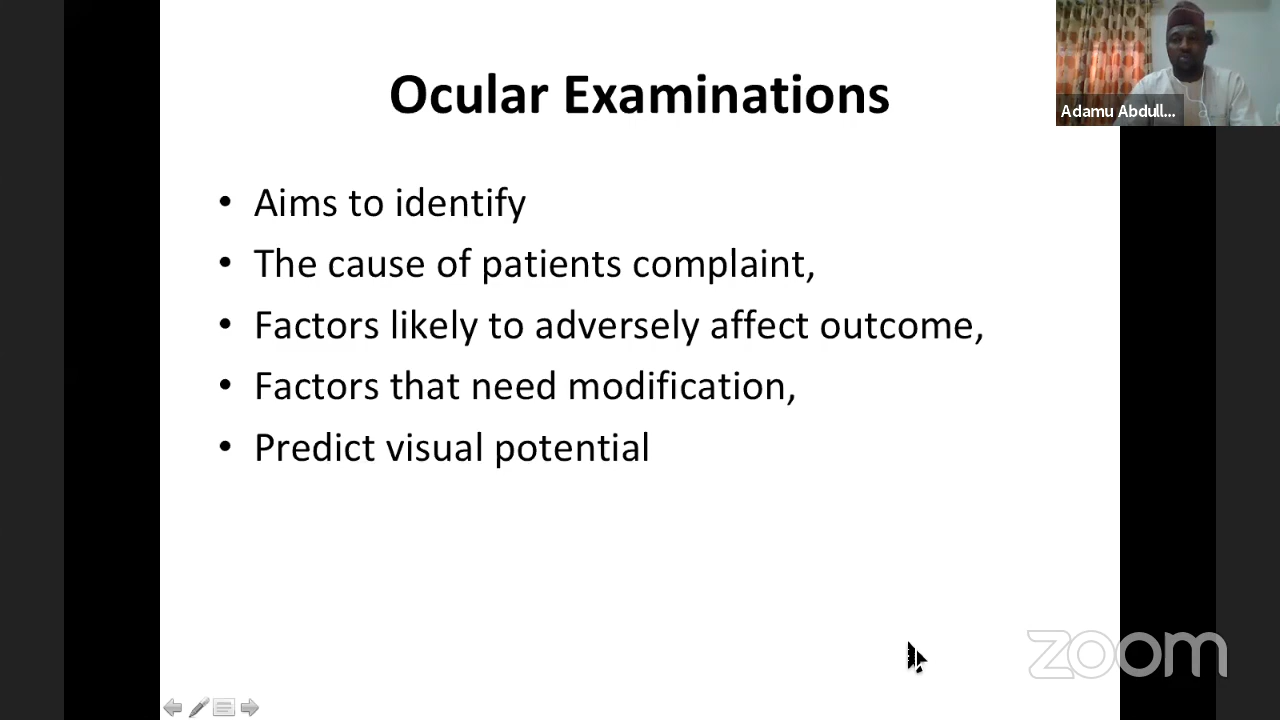 Ocular Examinations
Adamu Abdull...
• Aims to identify
• The cause of patients complaint,
• Factors likely to adversely affect outcome,
• Factors that need modification,
• Predict visual potential
zoom